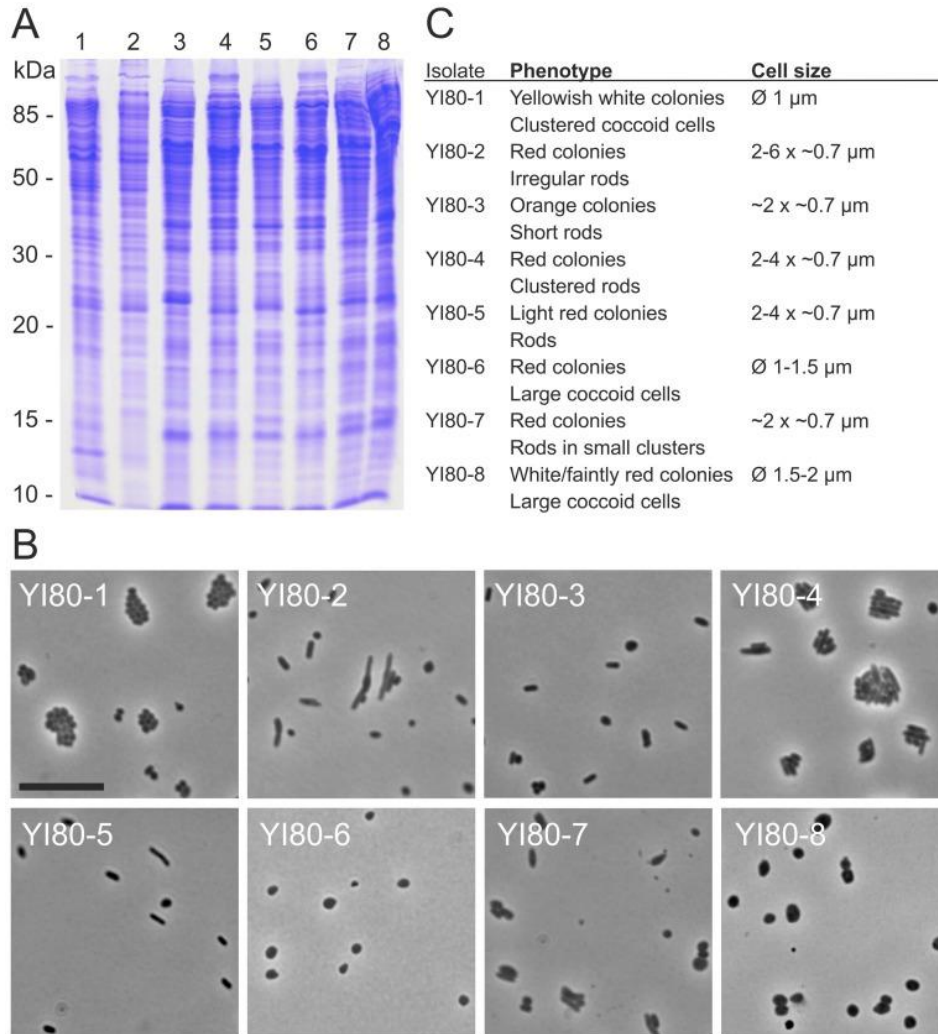 A
1 2 3 4 5 6 7 8
kDa
85 -
50 -
30 -
20 -
15 -
10 -
C
Isolate Phenotype Cell size
YI80-1 Yellowish white colonies Ø 1 µm
Clustered coccoid cells
YI80-2 Red colonies 2-6 x ~0.7 µm
Irregular rods
YI80-3 Orange colonies ~2 x ~0.7 µm
Short rods
YI80-4 Red colonies 2-4 x ~0.7 µm
Clustered rods
YI80-5 Light red colonies 2-4 x ~0.7 µm
Rods
YI80-6 Red colonies Ø 1-1.5 µm
Large coccoid cells
YI80-7 Red colonies ~2 x ~0.7 µm
Rods in small clusters
YI80-8 White/faintly red colonies Ø 1.5-2 µm
Large coccoid cells
B
YI80-1 YI80-2 YI80-3 YI80-4
YI80-5 YI80-6 YI80-7 YI80-8